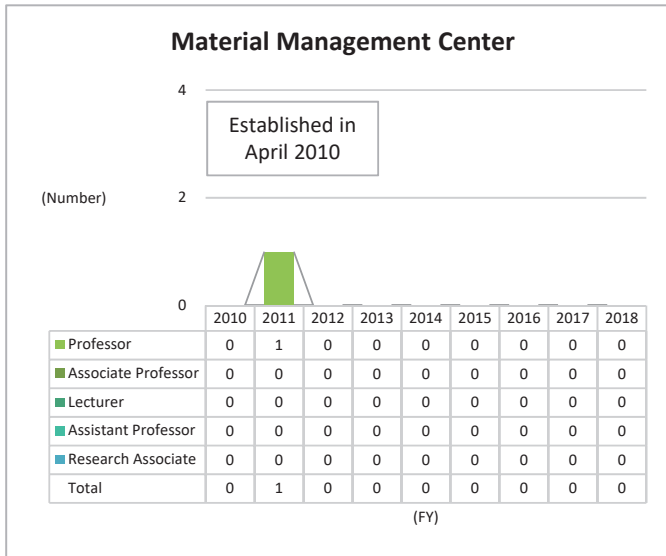 Material Management Center
4
Established in
April 2010
(Number)
2
0
2010 2011 2012 2013 2014 2015 2016 2017 2018
Professor 0 1 0 0 0 0 0 0 0
Associate Professor 0 0 0 0 0 0 0 0 0
Lecturer 0 0 0 0 0 0 0 0 0
Assistant Professor 0 0 0 0 0 0 0 0 0
Research Associate 0 0 0 0 0 0 0 0 0
Total 0 1 0 0 0 0 0 0 0
(FY)